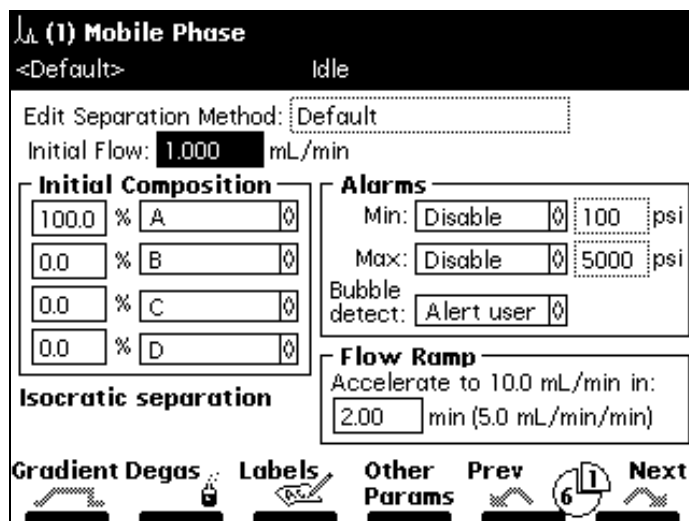 (1) Mobile Phase
<Default> Idle
Edit Separation Method: Default
Initial Flow: 1.000 mL/min
Initial Composition
100.0 % A
0.0 % B
0.0 % C
0.0 % D
Isocratic separation
Alarms
Min: Disable 100 psi
Max: Disable 5000 psi
Bubble
detect: Alert user
Flow Ramp
Accelerate to 10.0 mL/min in:
2.00 min (5.0 mL/min/min)
Gradient Degas Labels Other Params Prev 1 6 Next